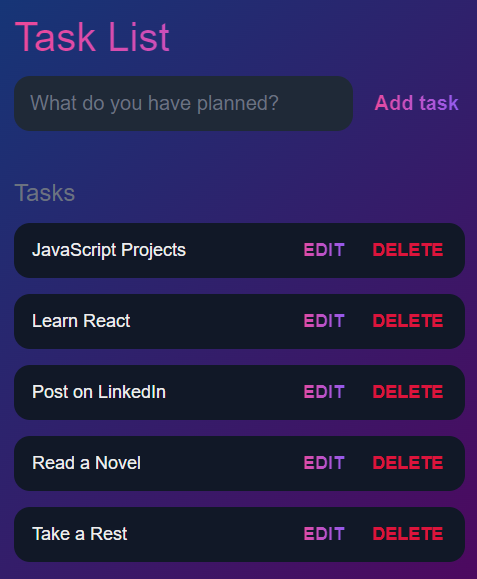 Task List
What do you have planned? Add task
Tasks
JavaScript Projects EDIT DELETE
Learn React EDIT DELETE
Post on LinkedIn EDIT DELETE
Read a Novel EDIT DELETE
Take a Rest EDIT DELETE